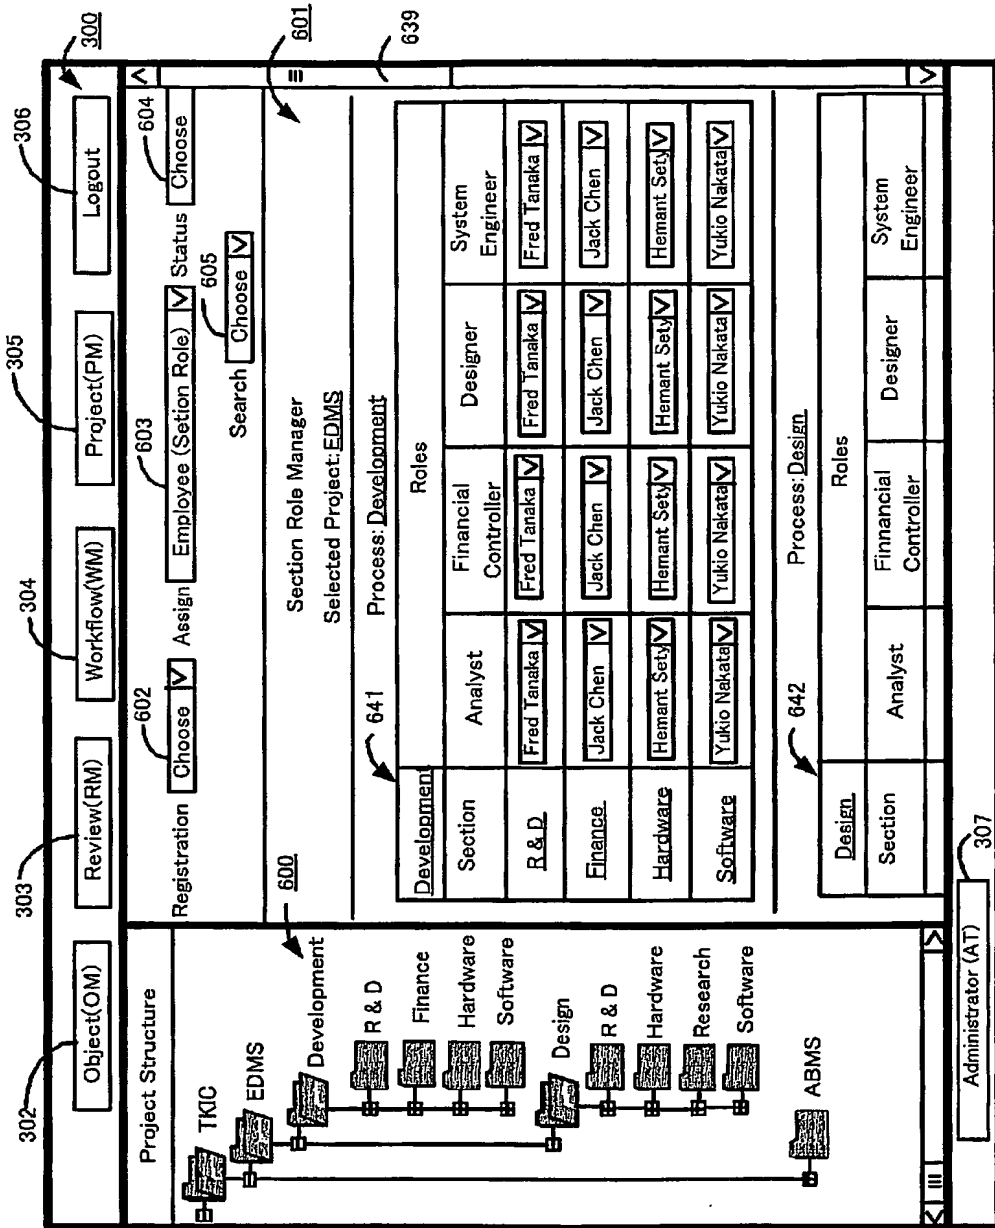 300
302
303
304
305
306
Object(OM)
Review(RM)
Workflow(WM)
Project(PM)
Logout
602
603
604
Registration Choose Assign Employee (Setion Role) Status Choose
605
Search Choose
Project Structure
TKIC
EDMS
Development
R & D
Finance
Hardware
Software
Design
R & D
Hardware
Research
Software
ABMS
600
601
639
Section Role Manager
Selected Project:EDMS
Process: Development
641
Development
Roles
Section
Analyst
Financial
Controller
Designer
System
Engineer
R & D
Fred Tanaka
Fred Tanaka
Fred Tanaka
Fred Tanaka
Finance
Jack Chen
Jack Chen
Jack Chen
Jack Chen
Hardware
Hemant Sety
Hemant Sety
Hemant Sety
Hemant Sety
Software
Yukio Nakata
Yukio Nakata
Yukio Nakata
Yukio Nakata
Process:Design
642
Design
Roles
Section
Analyst
Finnancial
Controller
Designer
System
Engineer
Administrator (AT)
307